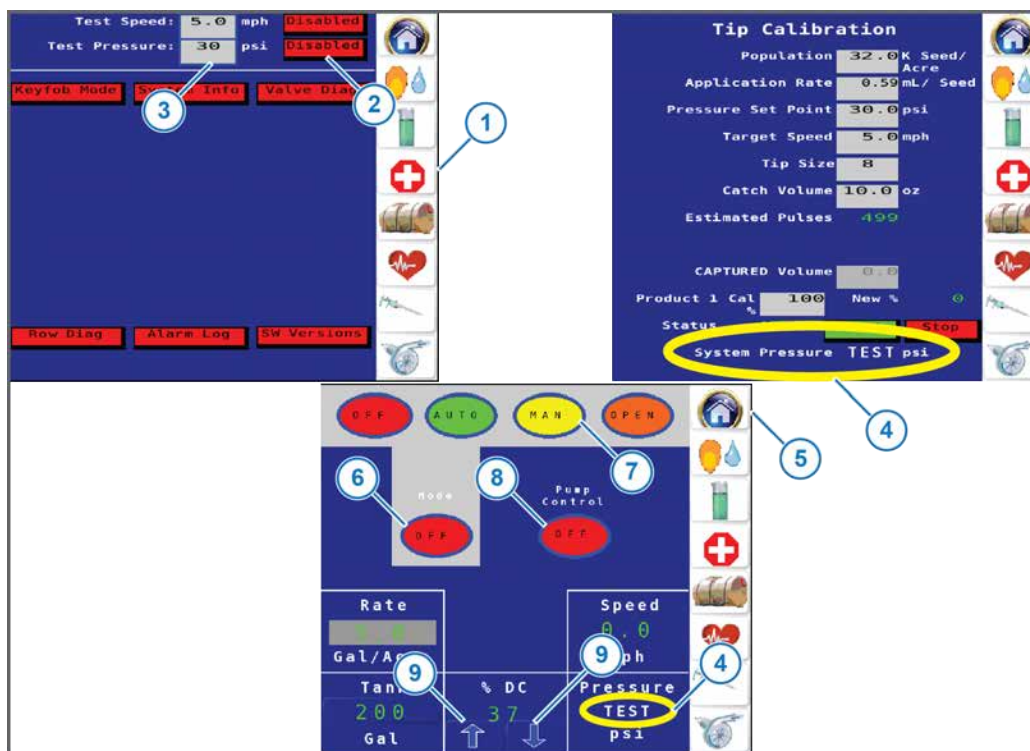 Test Speed: 5.0 mph Disabled
Test Pressure: 30 psi Disabled
3
2
Keyfob Mode Info Valve
1
Row Diag Alarm Log SW Versions
Tip Calibration
Population 32.0 K Seed/
Acre
Application Rate 0.59 mL/ Seed
Pressure Set Point 30.0 psi
Target Speed 5.0 mph
Tip Size 8
Catch Volume 10.0 oz
Estimated Pulses 499
CAPTURED Volume 0.0
Product 1 Cal 100 New % 0
%
Status Stop
System Pressure TEST psi
4
OFF AUTO MAN OPEN
5
7
6
8
Mode
Pump
Control
OFF OFF
Rate
Speed
0.0
Gal/
9
9
4
Tank
% DC
Pressure
200
37
TEST
Gal
psi